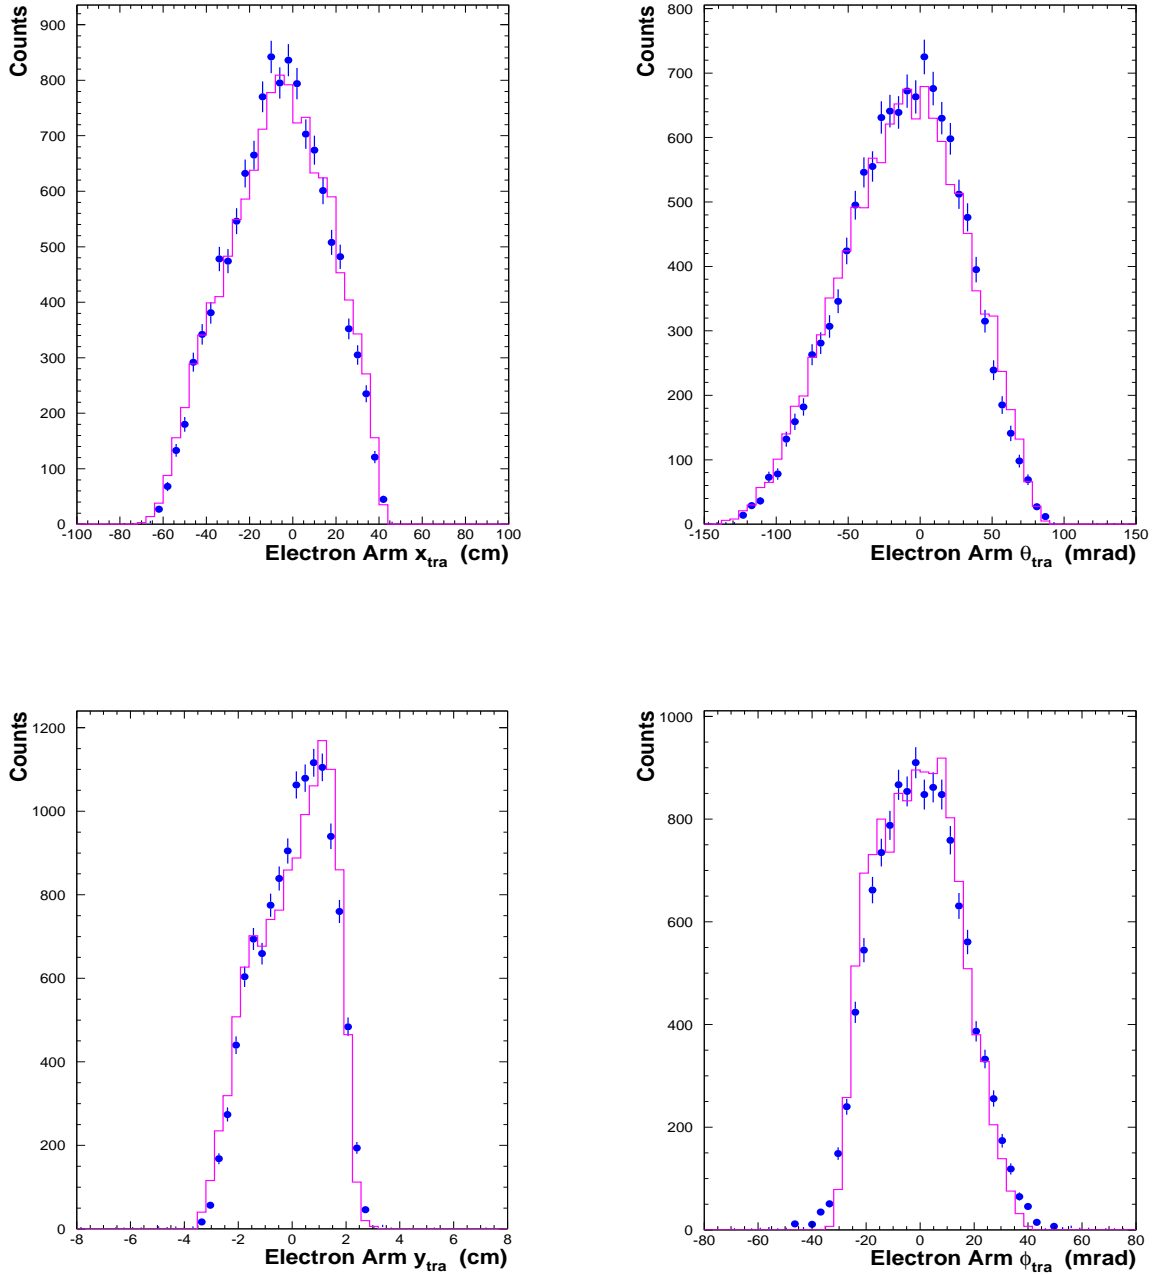 Counts
900
800
700
600
500
400
300
200
100
0
-100 -80 -60 -40 -20 0 20 40 60 80 100
Electron Arm x_tra (cm)
Counts
800
700
600
500
400
300
200
100
0
-150 -100 -50 0 50 100 150
Electron Arm θ_tra (mrad)
Counts
1200
1000
800
600
400
200
0
-8 -6 -4 -2 0 2 4 6 8
Electron Arm y_tra (cm)
Counts
1000
800
600
400
200
0
-80 -60 -40 -20 0 20 40 60 80
Electron Arm ϕ_tra (mrad)